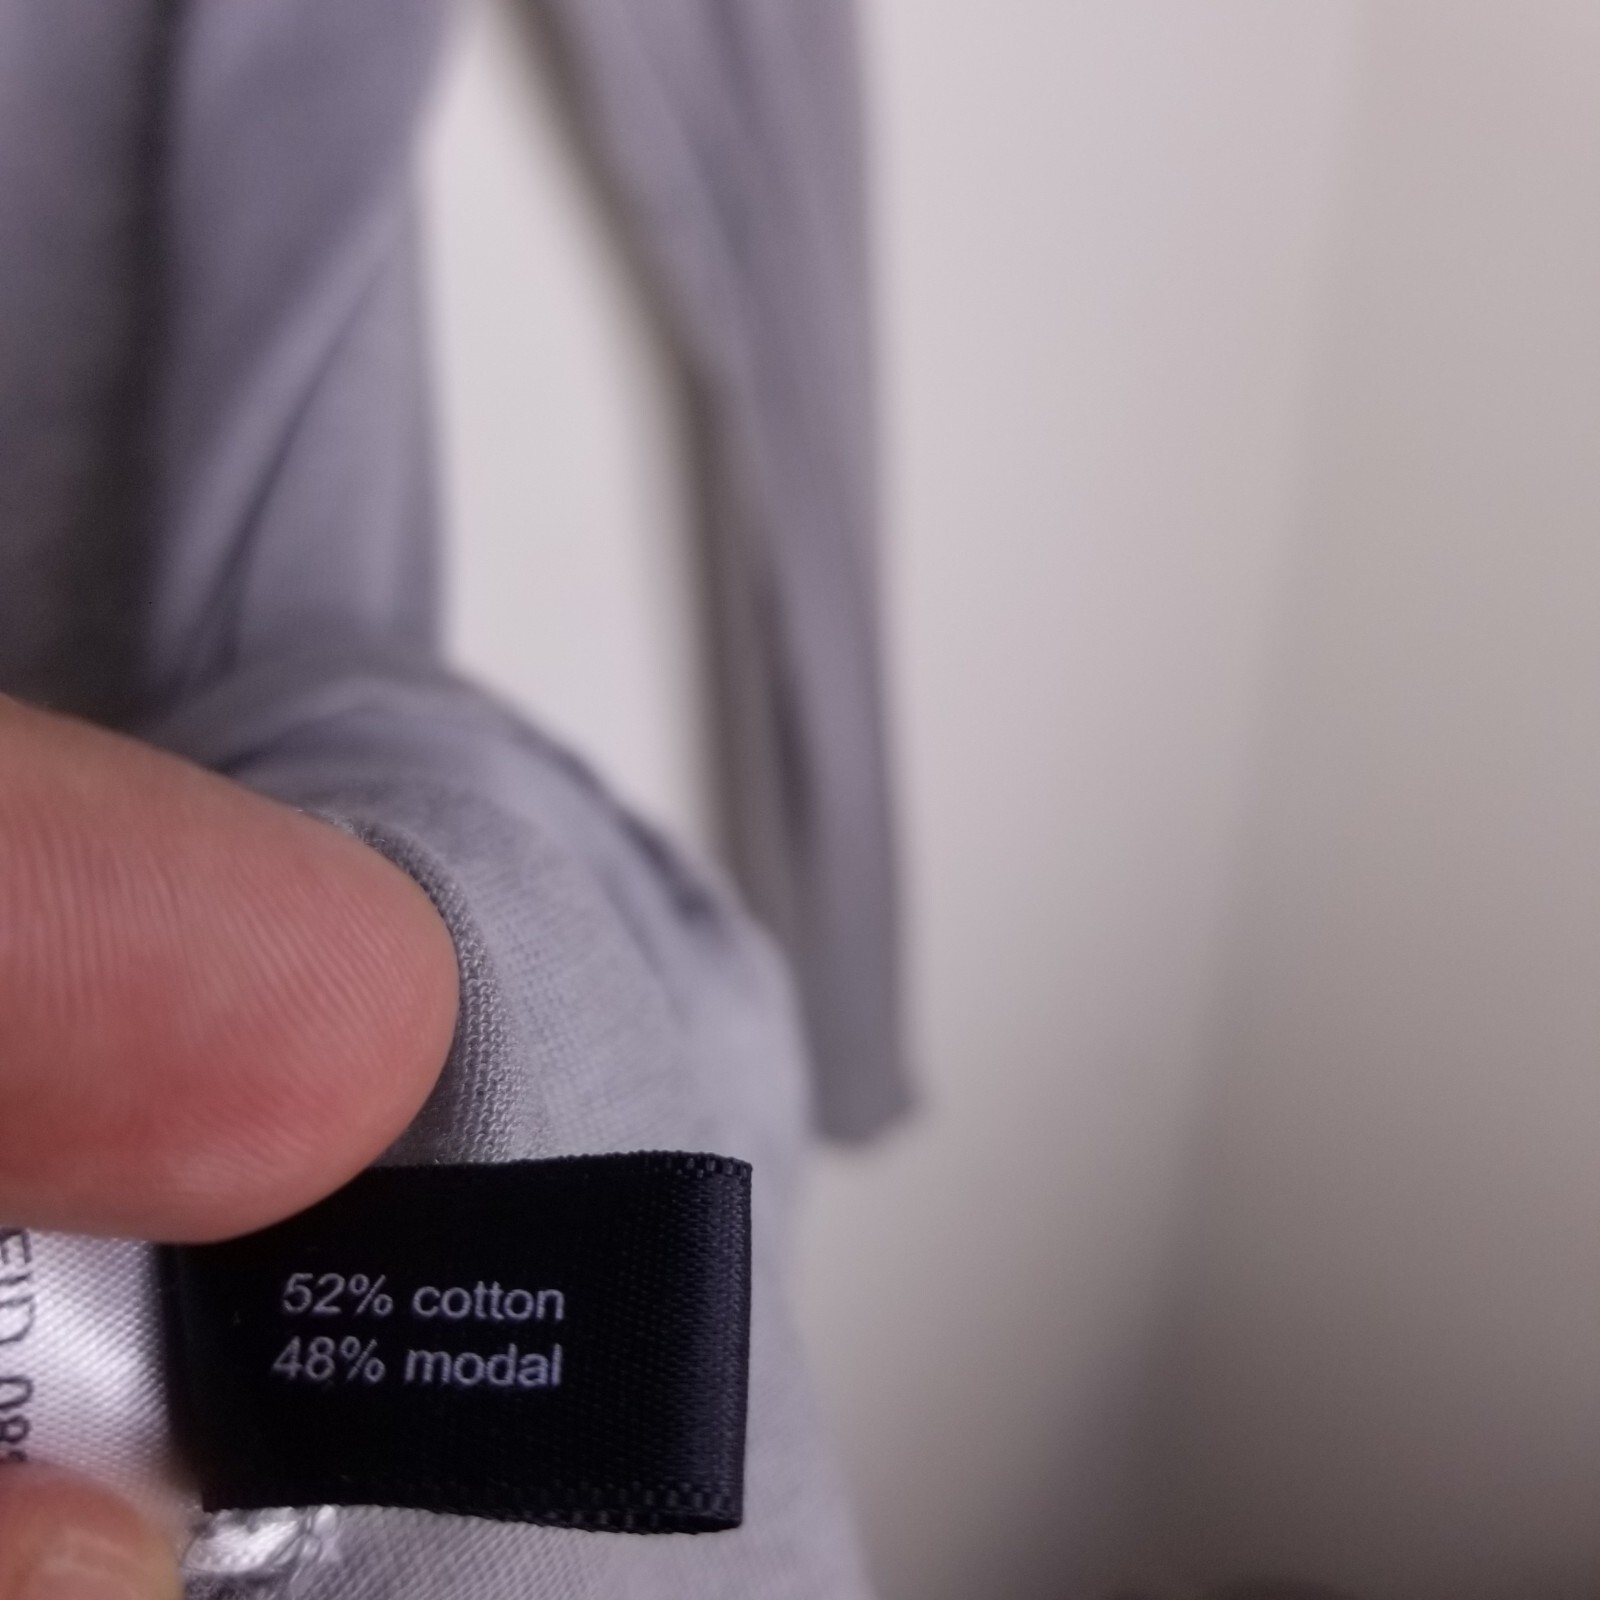 52% cotton
48% modal